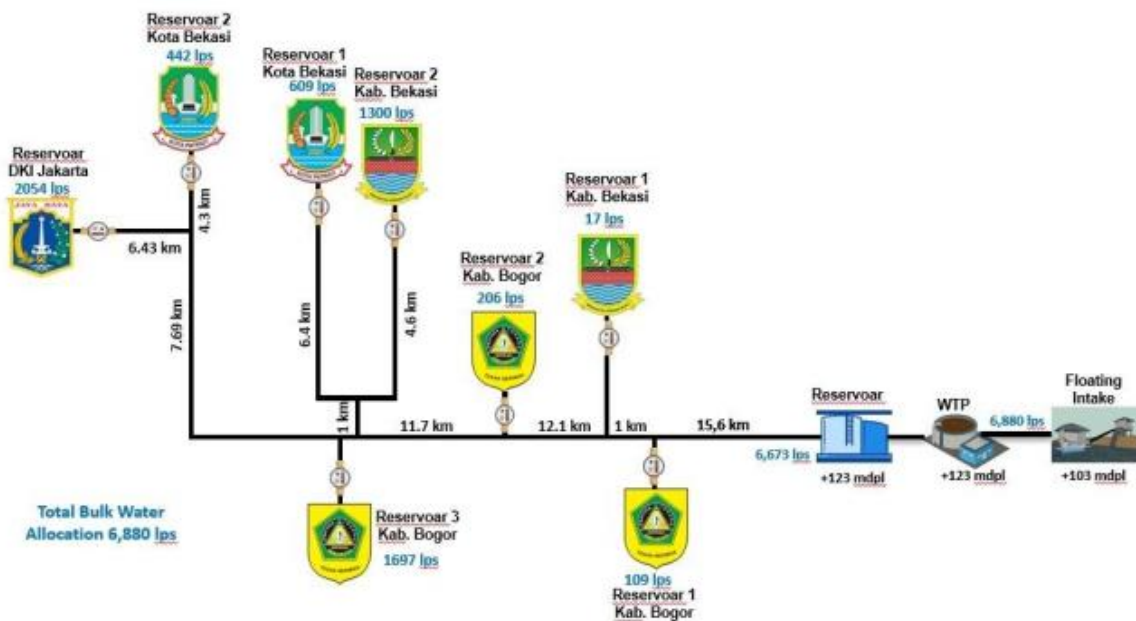 Reservoar 2
Kota Bekasi
442 lps
Reservoar 1
Kota Bekasi
609 lps
Reservoar 2
Kab. Bekasi
1300 lps
Reservoar
DKI Jakarta
2054 lps
JAYA RAYA
6.43 km
4.3 km
7.69 km
6.4 km
4.6 km
1 km
Reservoar 2
Kab. Bogor
206 lps
Reservoar 1
Kab. Bekasi
17 lps
11.7 km
12.1 km
1 km
15,6 km
Reservoar
6,673 lps
+123 mdpl
WTP
+123 mdpl
6,880 lps
Floating
Intake
+103 mdpl
Total Bulk Water
Allocation 6,880 lps
Reservoar 3
Kab. Bogor
1697 lps
109 lps
Reservoar 1
Kab. Bogor